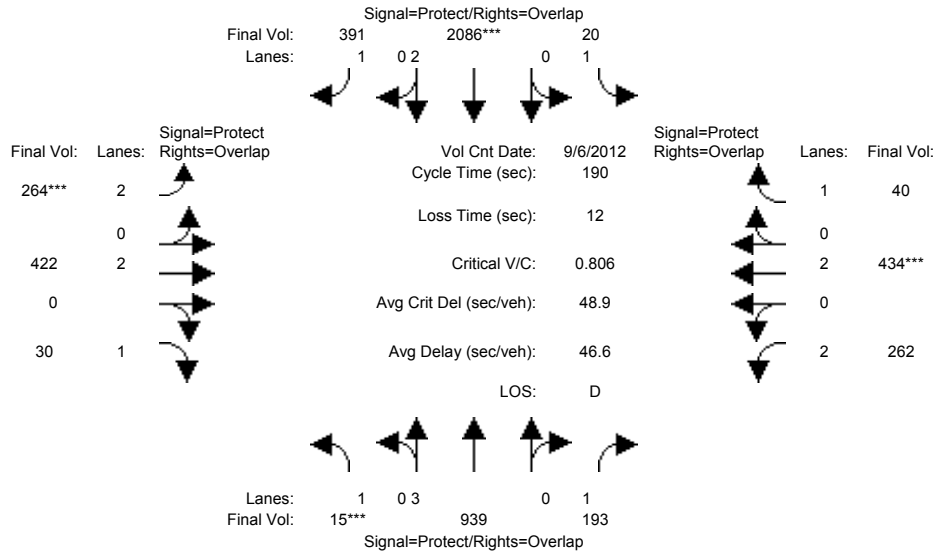 Signal=Protect/Rights=Overlap
Final Vol: 391 2086*** 20
Lanes: 1 0 2 0 1
Signal=Protect
Final Vol: Lanes: Rights=Overlap
Vol Cnt Date: 9/6/2012
Signal=Protect
Rights=Overlap Lanes: Final Vol:
Cycle Time (sec): 190
264*** 2
1 40
Loss Time (sec): 12
0
0
422 2
Critical V/C: 0.806
2 434***
0
Avg Crit Del (sec/veh): 48.9
0
30 1
Avg Delay (sec/veh): 46.6
2 262
LOS: D
Lanes: 1 0 3 0 1
Final Vol: 15*** 939 193
Signal=Protect/Rights=Overlap